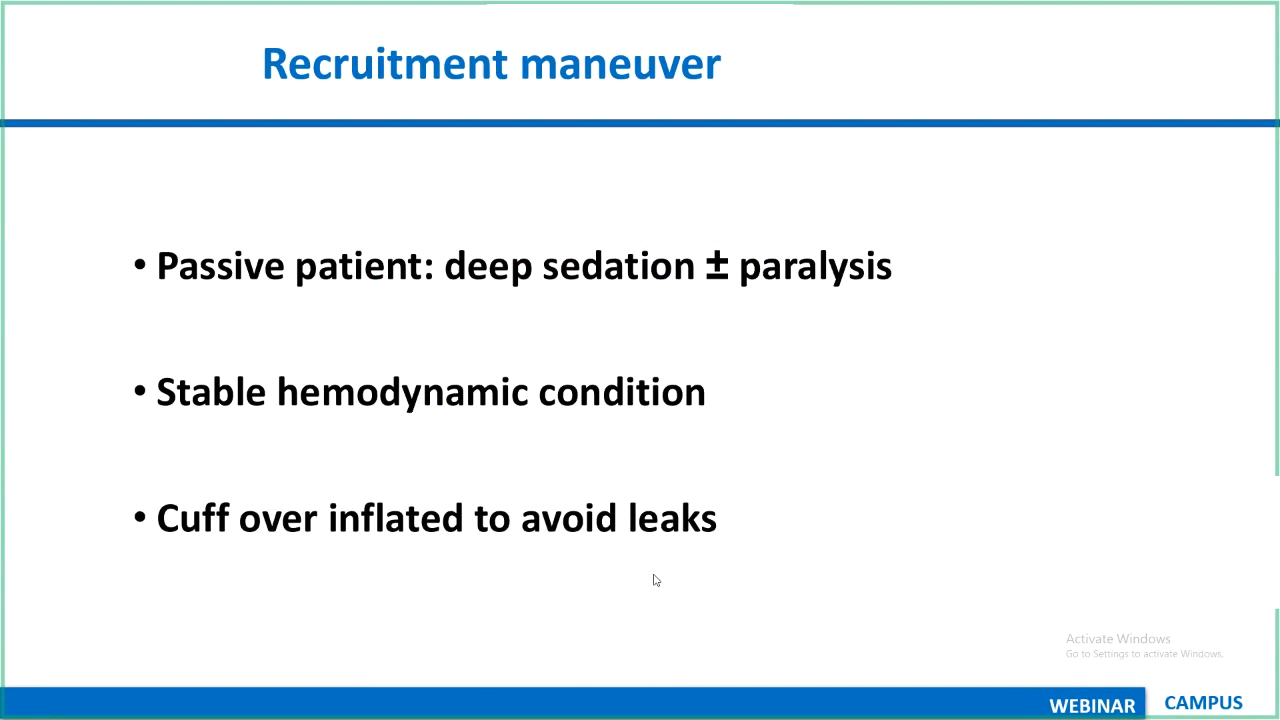 Recruitment maneuver
• Passive patient: deep sedation ± paralysis
• Stable hemodynamic condition
• Cuff over inflated to avoid leaks
Activate Windows
Go to Settings to activate Windows.
WEBINAR CAMPUS